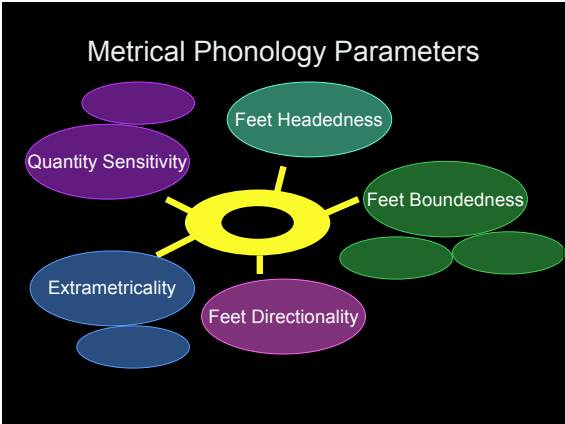 Metrical Phonology Parameters
Feet Headedness
Quantity Sensitivity
Feet Boundedness
Extrametricality
Feet Directionality